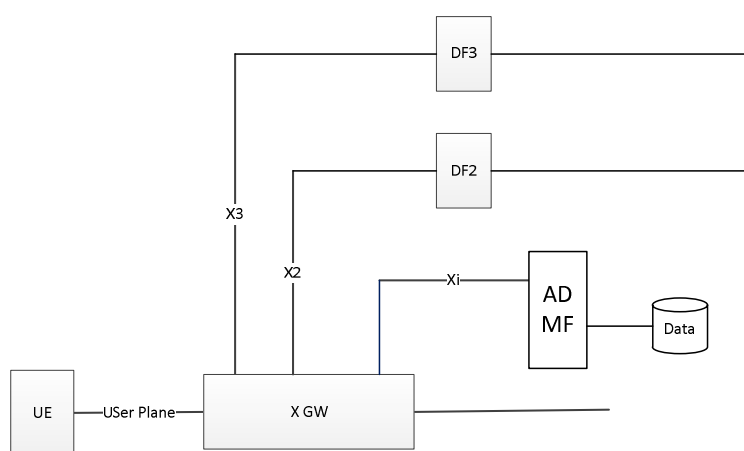 DF3
DF2
X3
X2
Xi
AD
MF
Data
UE
USer Plane
X GW